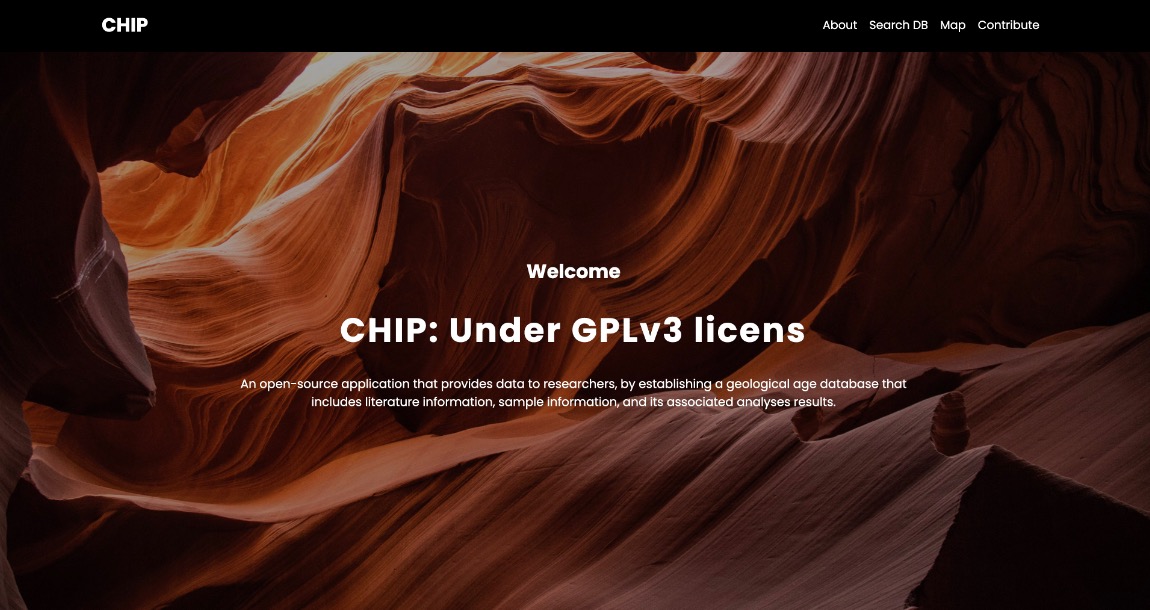 CHIP
About Search DB Map Contribute
Welcome
CHIP: Under GPLv3 licens
An open-source application that provides data to researchers, by establishing a geological age database that
includes literature information, sample information, and its associated analyses results.